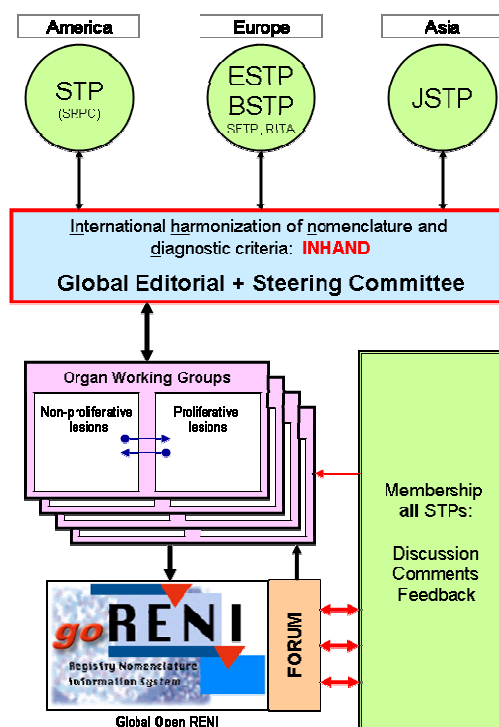 America
Europe
Asia
STP
(SRPC)
ESTP
BSTP
SFTP, RITA
JSTP
International harmonization of nomenclature and
diagnostic criteria: INHAND
Global Editorial + Steering Committee
Organ Working Groups
Non-proliferative
lesions
Proliferative
lesions
Membership
all STPs:
Discussion
Comments
Feedback
goRENI
Registry Nomenclature
Information System
FORUM
Global Open RENI